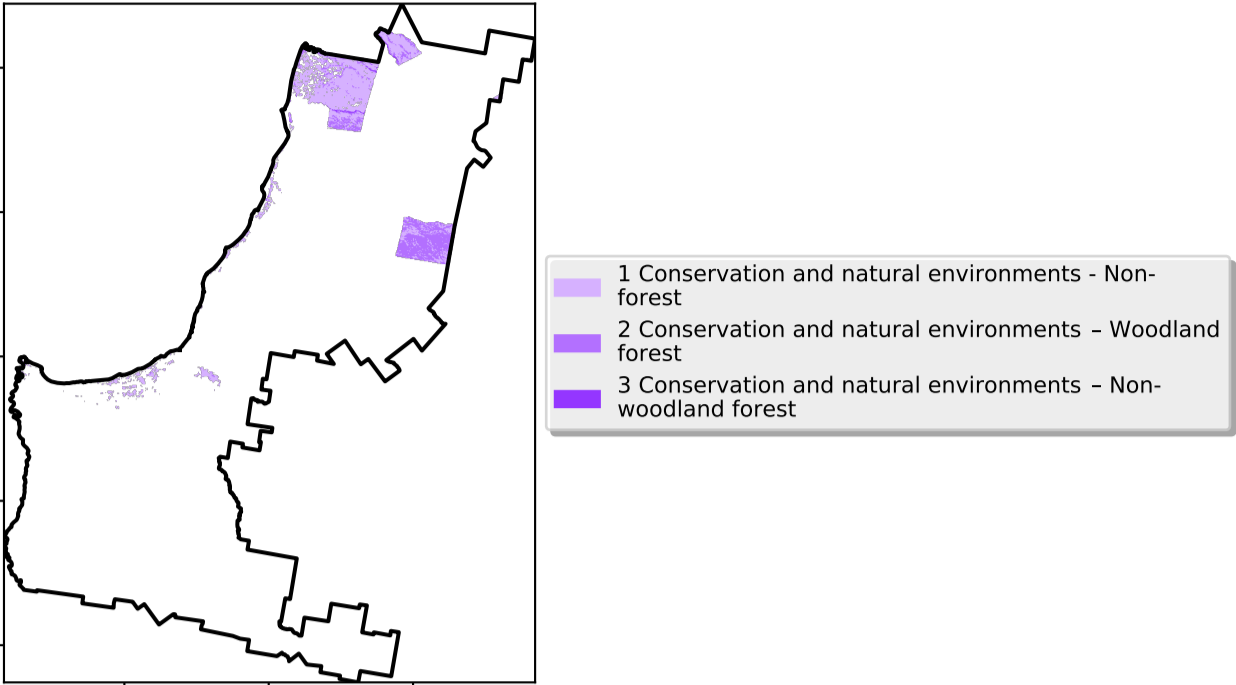 1 Conservation and natural environments - Non-
forest
2 Conservation and natural environments – Woodland
forest
3 Conservation and natural environments – Non-
woodland forest